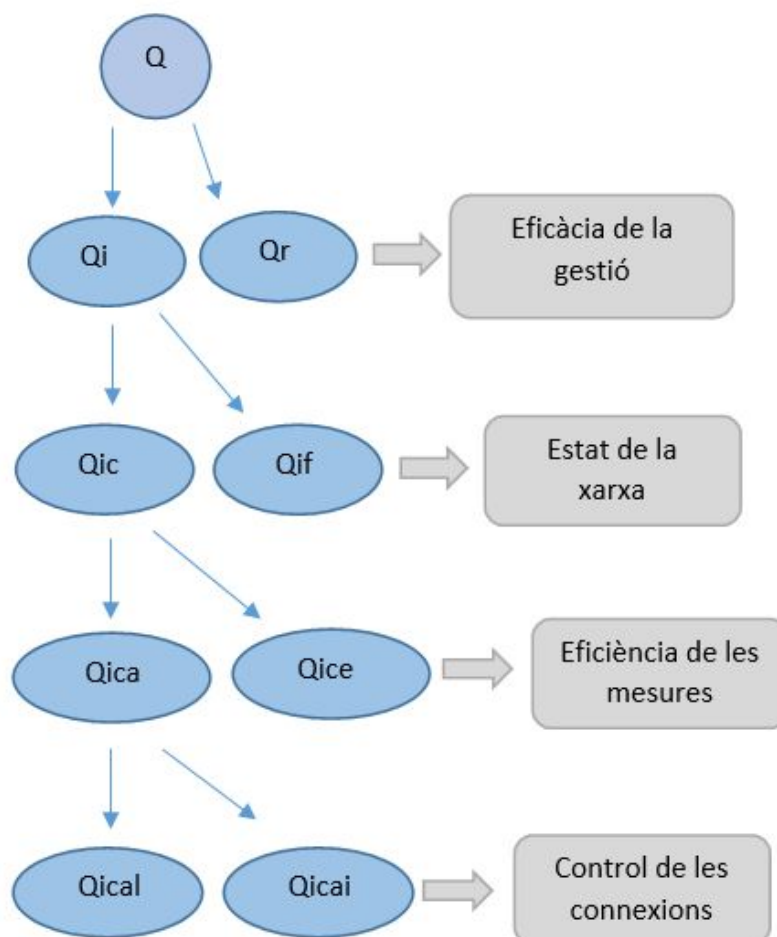 Q
Qi
Qr
Eficàcia de la
gestió
Qic
Qif
Estat de la
xarxa
Qica
Qice
Eficiència de les
mesures
Qical
Qicai
Control de les
connexions